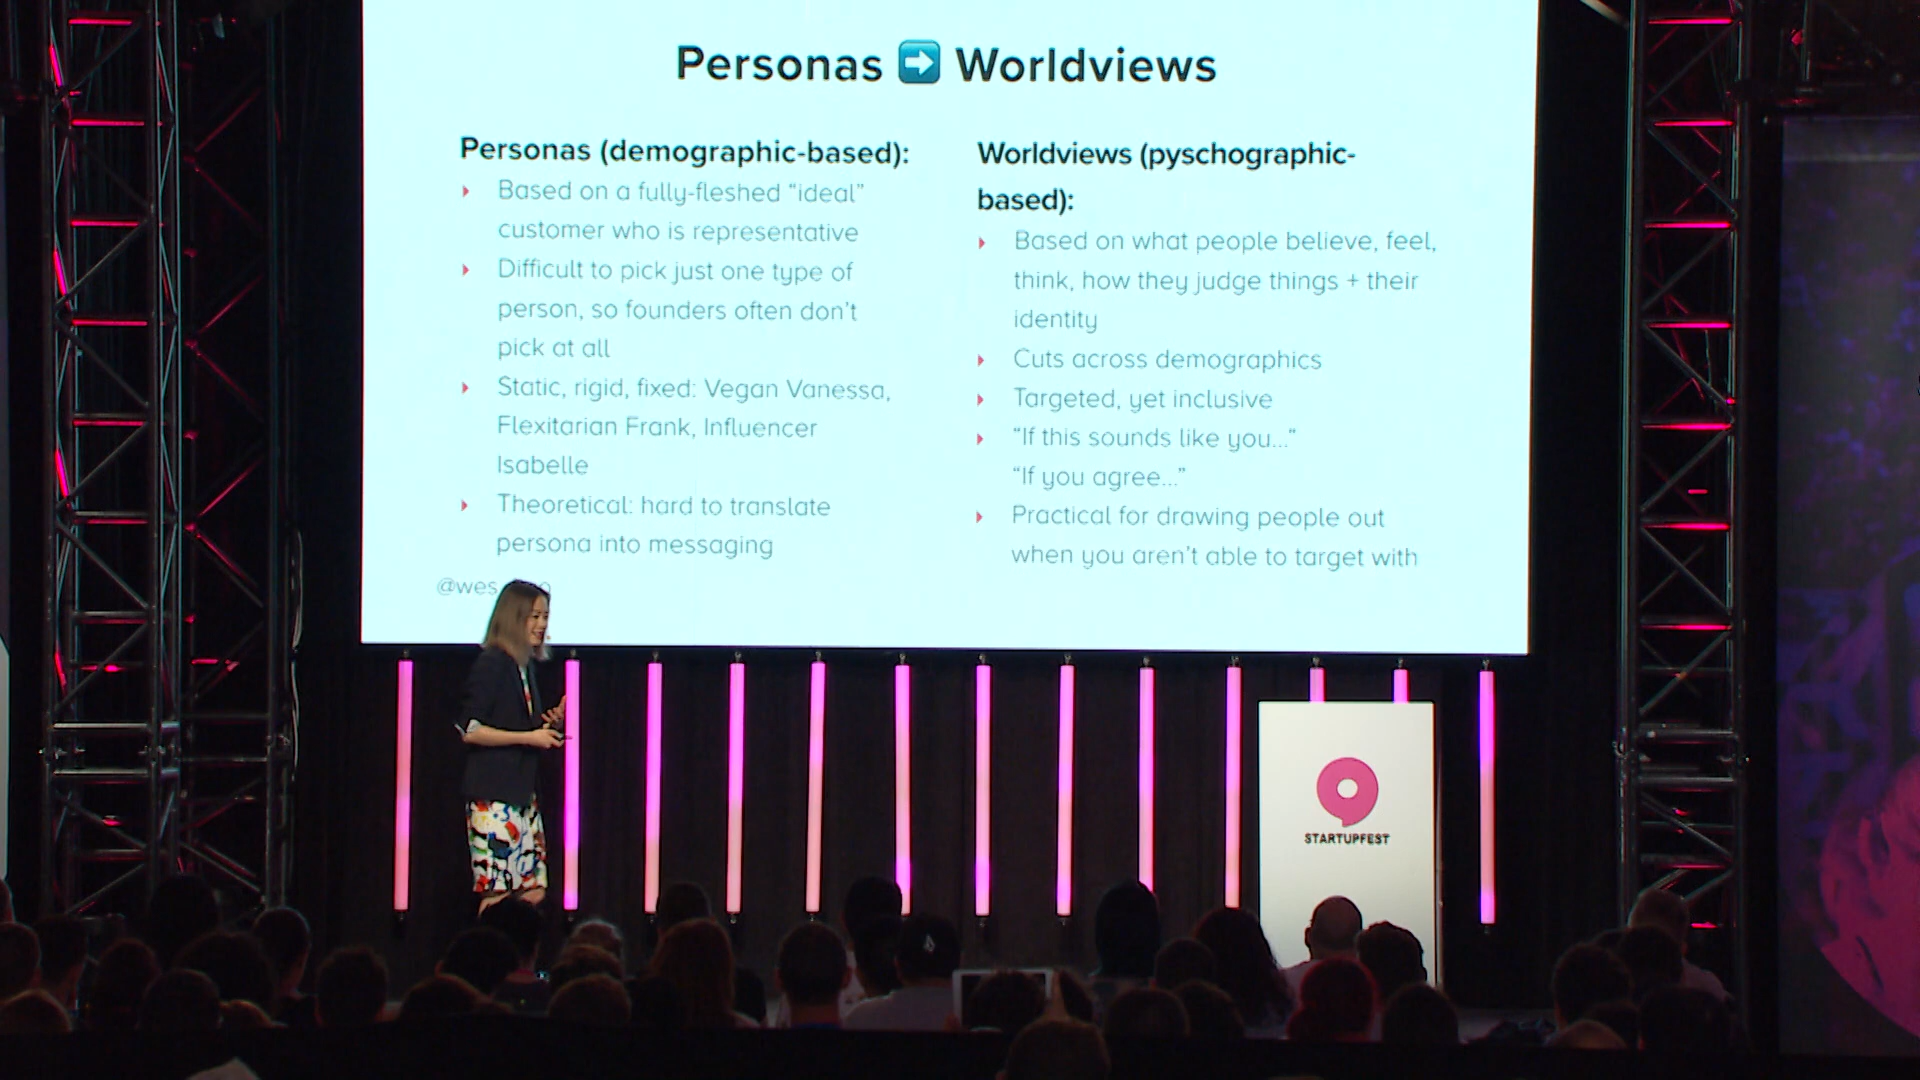 Personas ➡ Worldviews
Personas (demographic-based):
Based on a fully-fleshed “ideal”
customer who is representative
Difficult to pick just one type of
person, so founders often don’t
pick at all
Static, rigid, fixed: Vegan Vanessa,
Flexitarian Frank, Influencer
Isabelle
Theoretical: hard to translate
persona into messaging
@wes
Worldviews (pyschographic-
based):
Based on what people believe, feel,
think, how they judge things + their
identity
Cuts across demographics
Targeted, yet inclusive
“If this sounds like you...”
“If you agree...”
Practical for drawing people out
when you aren’t able to target with
STARTUPFEST